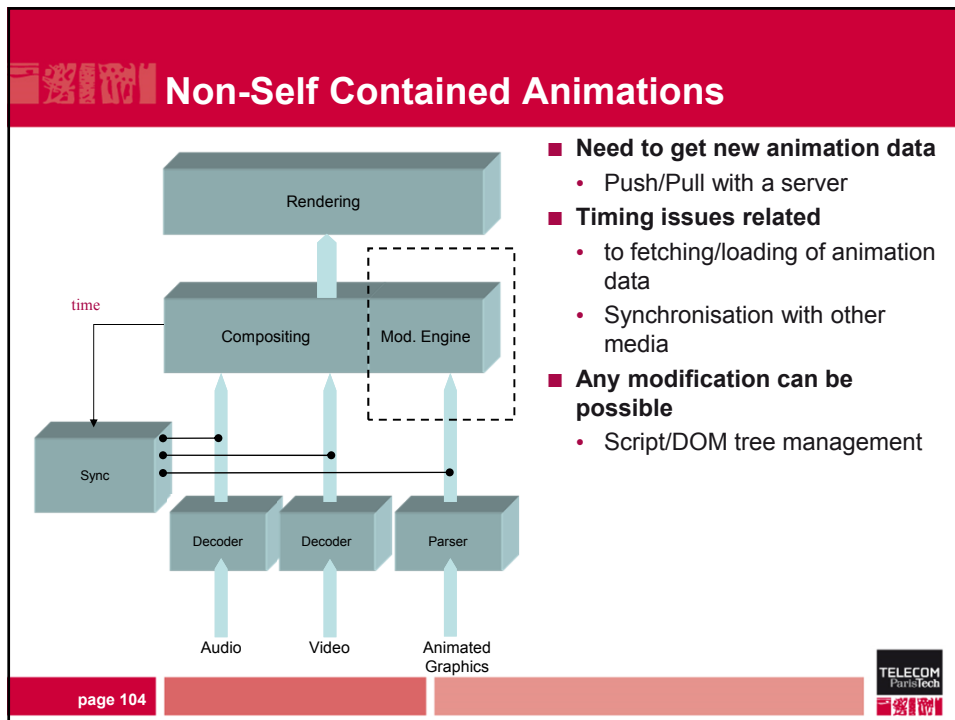 Non-Self Contained Animations
Rendering
time
Compositing
Mod. Engine
Sync
Decoder
Decoder
Parser
Audio
Video
Animated
Graphics
■ Need to get new animation data
• Push/Pull with a server
■ Timing issues related
• to fetching/loading of animation
data
• Synchronisation with other
media
■ Any modification can be
possible
• Script/DOM tree management
page 104
TELECOM
ParisTech